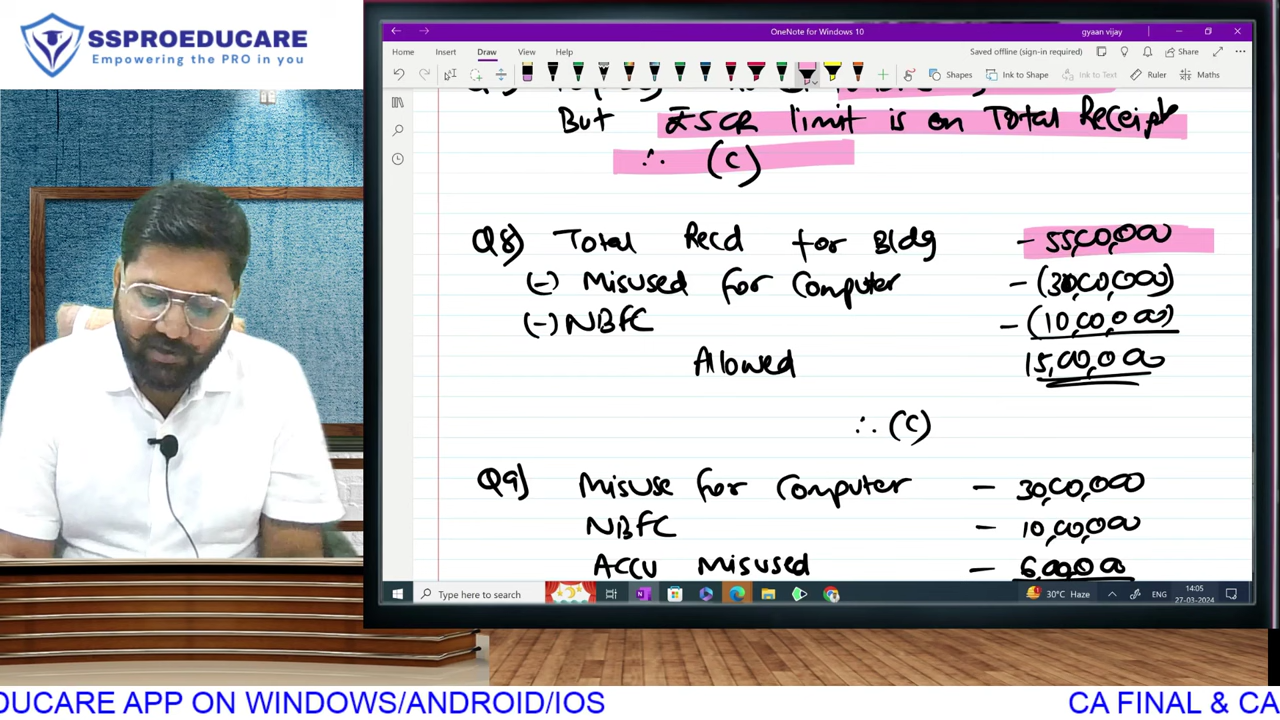 SSPROEDUCARE
Empowering the PRO in you
OneNote for Windows 10
gyaan vijay
Home Insert Draw View Help
Saved offline (sign-in required)
Share
Shapes
Ink to Shape
Ink to Text
Ruler
Maths
But ₹5CR limit is on Total Receipt
∴ (C)
Q8) Total Recd for Bldg - 55,00,000
(-) Misused for Computer - (30,00,000)
(-) NBFC - (10,00,000)
Allowed 15,00,000
∴ (C)
Q9) Misuse for Computer - 30,00,000
NBFC - 10,00,000
ACCU misused - 6,00,000
Type here to search
30°C Haze
ENG
14:05
27-03-2024
DUCARE APP ON WINDOWS/ANDROID/IOS
CA FINAL & CA